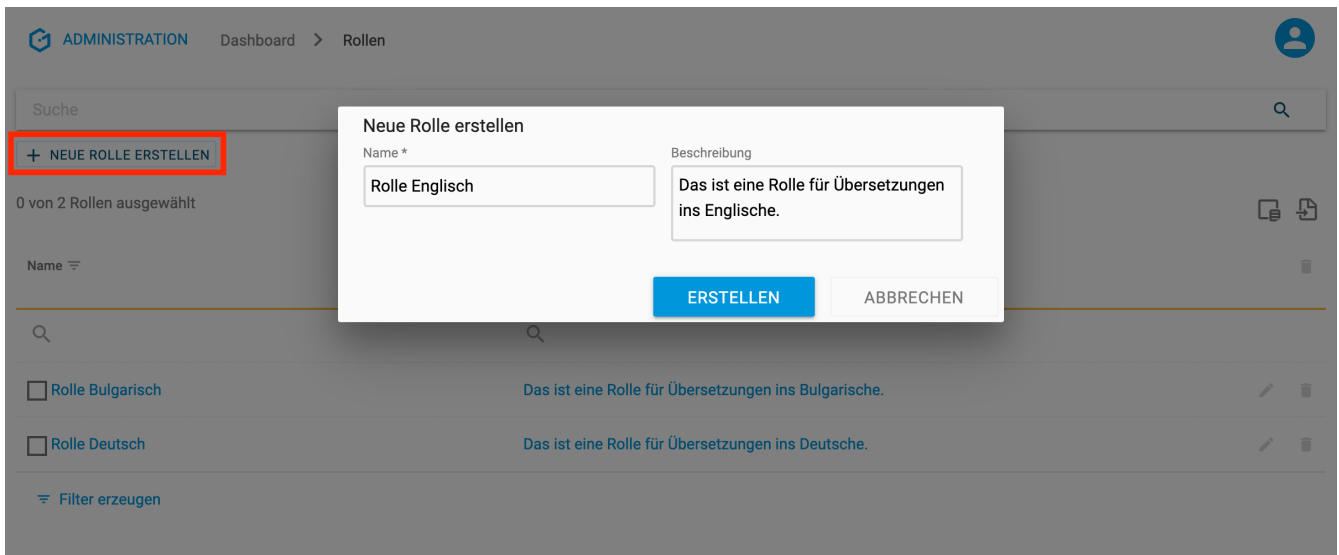 ADMINISTRATION Dashboard > Rollen
Suche
+ NEUE ROLLE ERSTELLEN
0 von 2 Rollen ausgewählt
Name
Neue Rolle erstellen
Name * Beschreibung
Rolle Englisch
Das ist eine Rolle für Übersetzungen
ins Englische.
ERSTELLEN ABBRECHEN
Rolle Bulgarisch Das ist eine Rolle für Übersetzungen ins Bulgarische.
Rolle Deutsch Das ist eine Rolle für Übersetzungen ins Deutsche.
Filter erzeugen